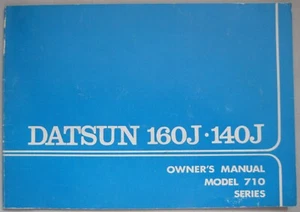 DATSUN 160J·140J
OWNER'S MANUAL
MODEL 710
SERIES